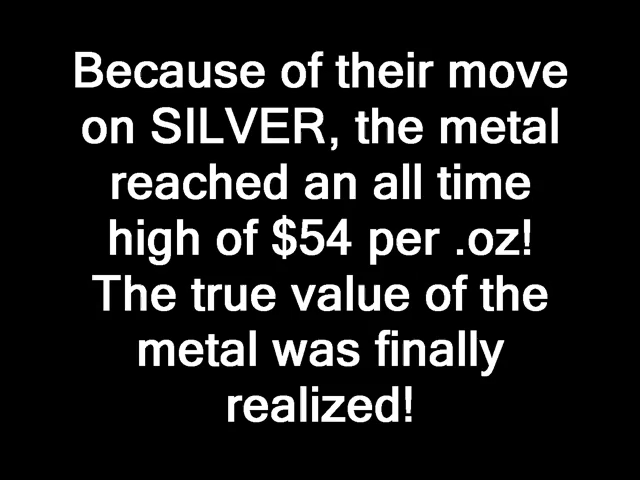 Because of their move
on SILVER, the metal
reached an all time
high of $54 per .oz!
The true value of the
metal was finally
realized!